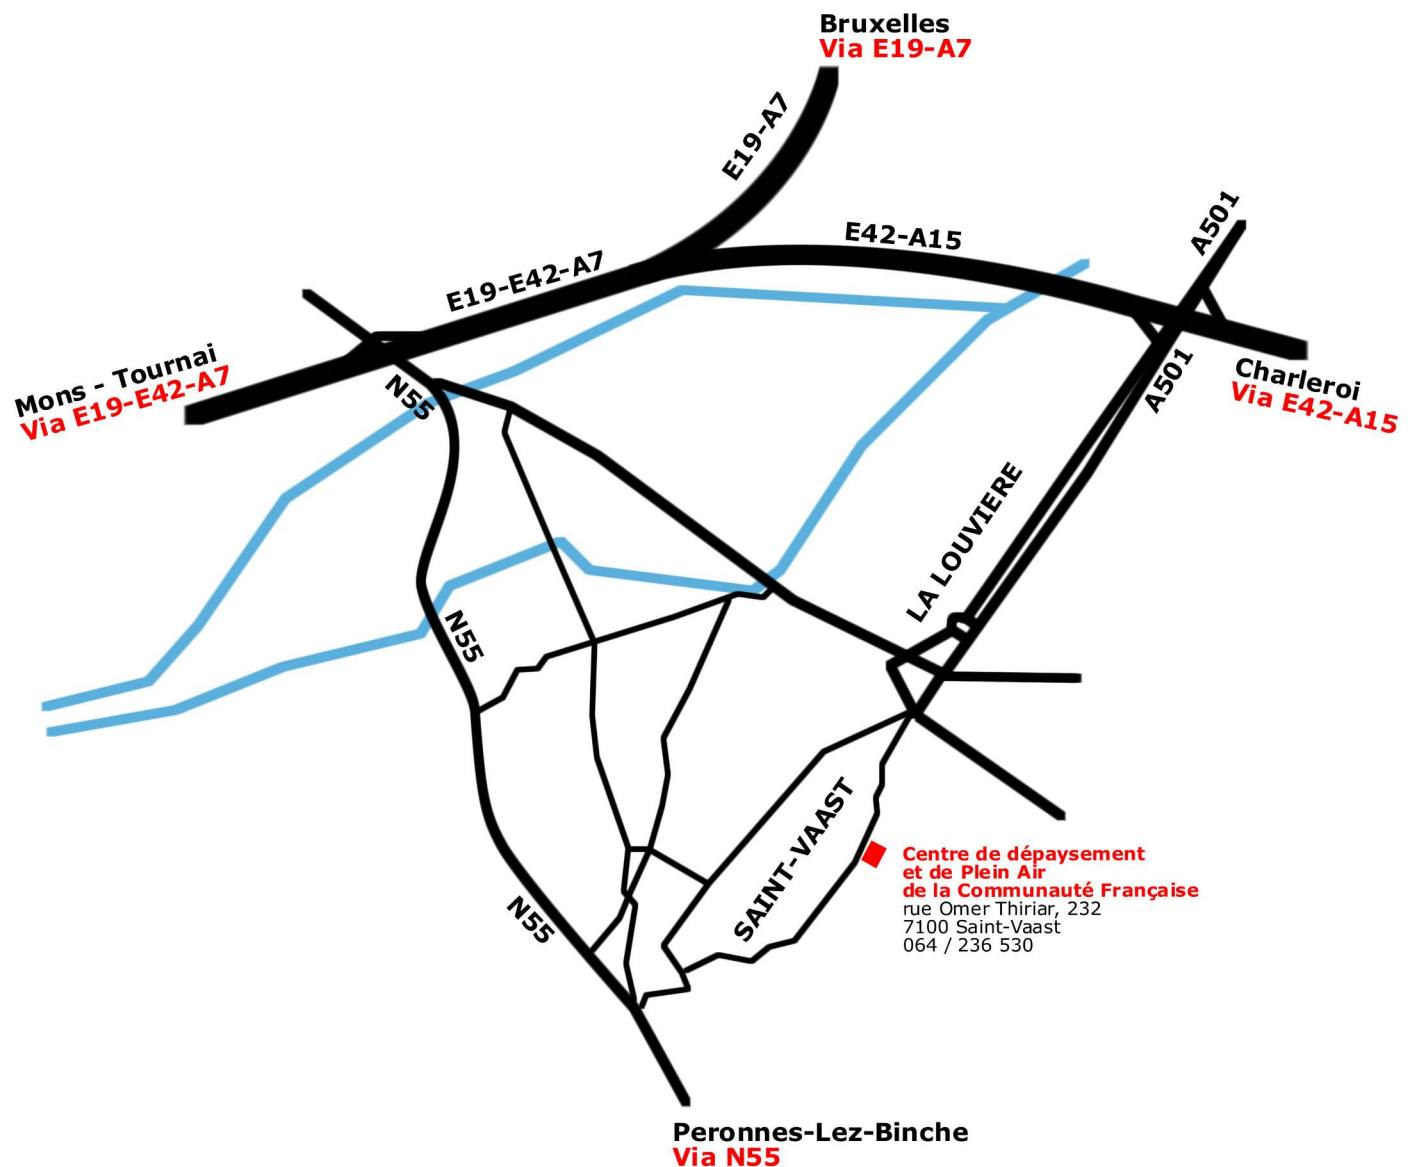 Bruxelles
Via E19-A7
E19-A7
A501
E42-A15
E19-E42-A7
Mons - Tournai
Via E19-E42-A7
N55
A501
Charleroi
Via E42-A15
LA LOUVIERE
N55
SAINT-VAAST
Centre de dépaysement
et de Plein Air
de la Communauté Française
rue Omer Thiriar, 232
7100 Saint-Vaast
064 / 236 530
N55
Peronnes-Lez-Binche
Via N55